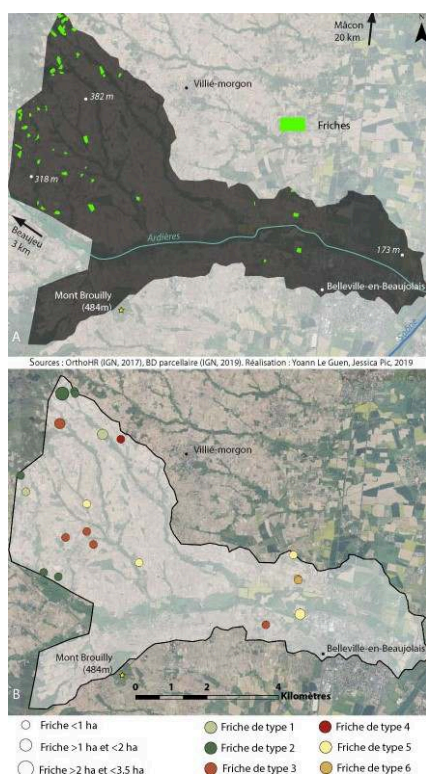 Mâcon
20 km
N
Villié-morgon
382 m
Friches
318 m
Beaujeu
3 km
Ardières
173 m
Mont Brouilly
(484m)
Belleville-en-Beaujolais
A
Saône
Sources : OrthoHR (IGN, 2017), BD parcellaire (IGN, 2019). Réalisation : Yoann Le Guen, Jessica Pic, 2019
Villié-morgon
Mont Brouilly
(484m)
Belleville-en-Beaujolais
B
0 1 2 4
Kilomètres
Friche <1 ha
Friche de type 1
Friche de type 4
Friche >1 ha et <2 ha
Friche de type 2
Friche de type 5
Friche >2 ha et <3,5 ha
Friche de type 3
Friche de type 6